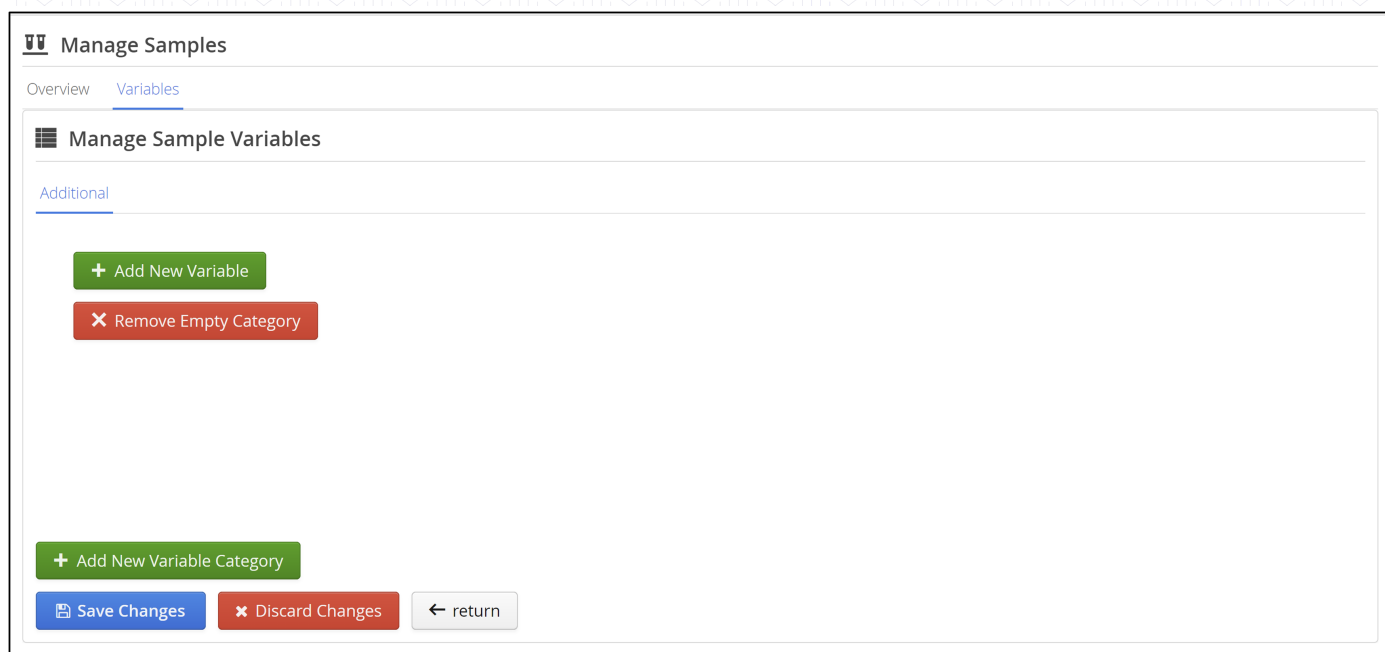 Manage Samples
Overview Variables
Manage Sample Variables
Additional
Add New Variable
Remove Empty Category
Add New Variable Category
Save Changes Discard Changes return